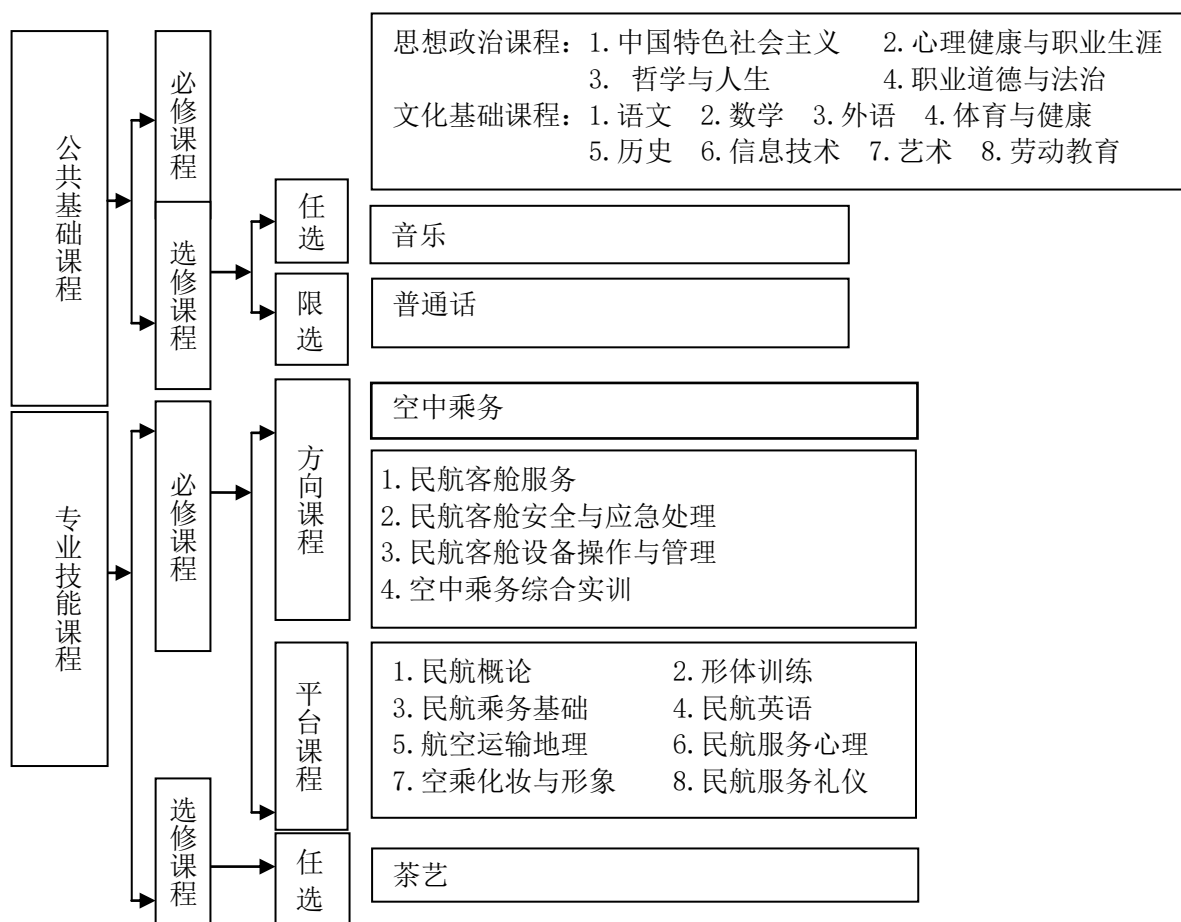 公共基础课程
必修课程
思想政治课程：1.中国特色社会主义 2.心理健康与职业生涯
3. 哲学与人生 4.职业道德与法治
文化基础课程：1.语文 2.数学 3.外语 4.体育与健康
5.历史 6.信息技术 7.艺术 8.劳动教育
选修课程
任选
音乐
限选
普通话
专业技能课程
必修课程
方向课程
空中乘务
1.民航客舱服务
2.民航客舱安全与应急处理
3.民航客舱设备操作与管理
4.空中乘务综合实训
平台课程
1.民航概论 2.形体训练
3.民航乘务基础 4.民航英语
5.航空运输地理 6.民航服务心理
7.空乘化妆与形象 8.民航服务礼仪
选修课程
任选
茶艺